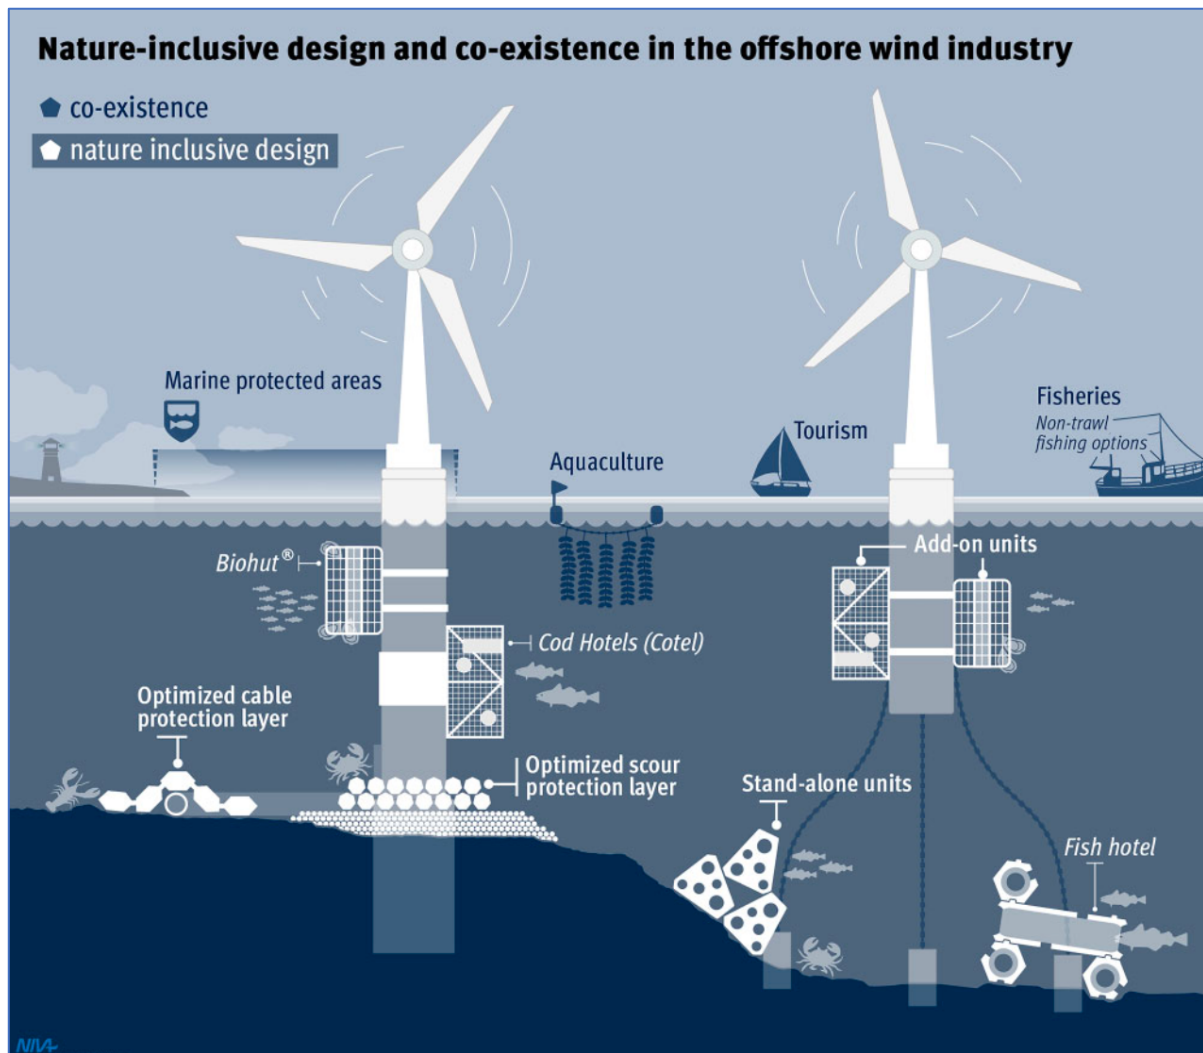 Nature-inclusive design and co-existence in the offshore wind industry
co-existence
nature inclusive design
Marine protected areas
Aquaculture
Tourism
Fisheries
Non-trawl
fishing options
Biohut®
Cod Hotels (Cotel)
Add-on units
Optimized cable
protection layer
Optimized scour
protection layer
Stand-alone units
Fish hotel
NIVA